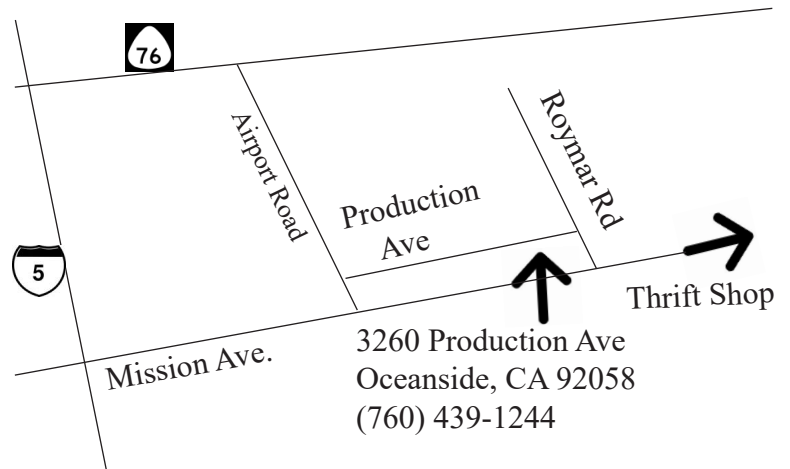 76
Airport Road
Roymar Rd
Production
Ave
5
Thrift Shop
Mission Ave.
3260 Production Ave
Oceanside, CA 92058
(760) 439-1244